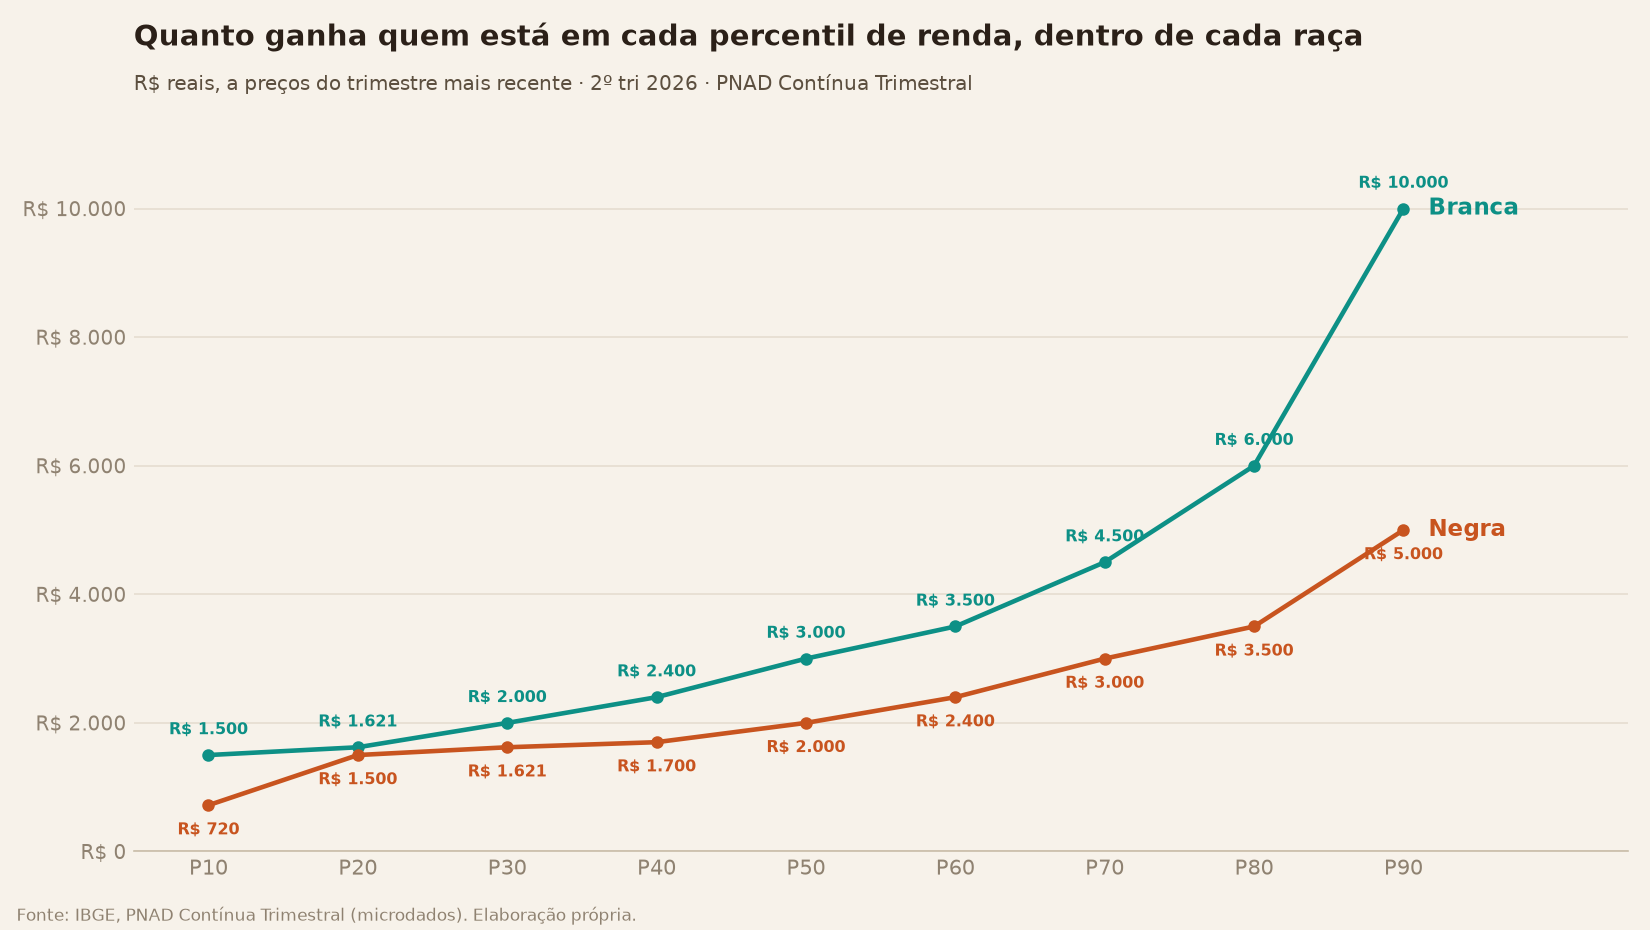 Quanto ganha quem está em cada percentil de renda, dentro de cada raça
R$ reais, a preços do trimestre mais recente · 2º tri 2026 · PNAD Contínua Trimestral
R$ 10.000
R$ 10.000
Branca
R$ 8.000
R$ 6.000
R$ 6.000
R$ 4.500
Negra
R$ 5.000
R$ 4.000
R$ 3.500
R$ 3.000
R$ 3.500
R$ 2.400
R$ 3.000
R$ 2.000
R$ 1.621
R$ 2.400
R$ 2.000
R$ 1.500
R$ 2.000
R$ 1.500
R$ 1.621
R$ 1.700
R$ 720
R$ 0
P10 P20 P30 P40 P50 P60 P70 P80 P90
Fonte: IBGE, PNAD Contínua Trimestral (microdados). Elaboração própria.